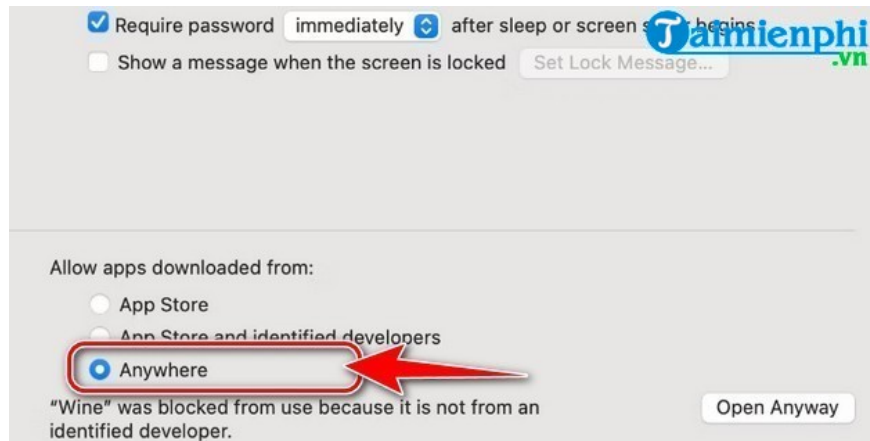 Require password immediately after sleep or screen saver begins
Taimienphi
.vn
Show a message when the screen is locked Set Lock Message...
Allow apps downloaded from:
App Store
App Store and identified developers
Anywhere
“Wine” was blocked from use because it is not from an
identified developer.
Open Anyway